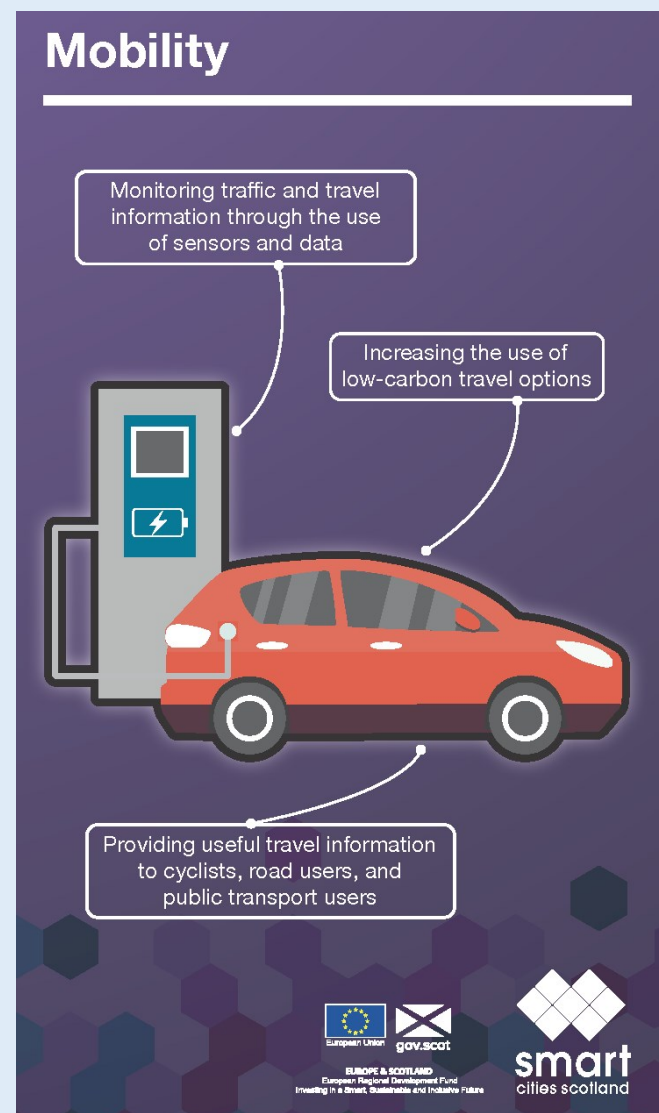 Mobility
Monitoring traffic and travel
information through the use
of sensors and data
Increasing the use of
low-carbon travel options
Providing useful travel information
to cyclists, road users, and
public transport users
European Union
gov.scot
EUROPE & SCOTLAND
European Regional Development Fund
Investing in a Smart, Sustainable and Inclusive Future
smart
cities scotland